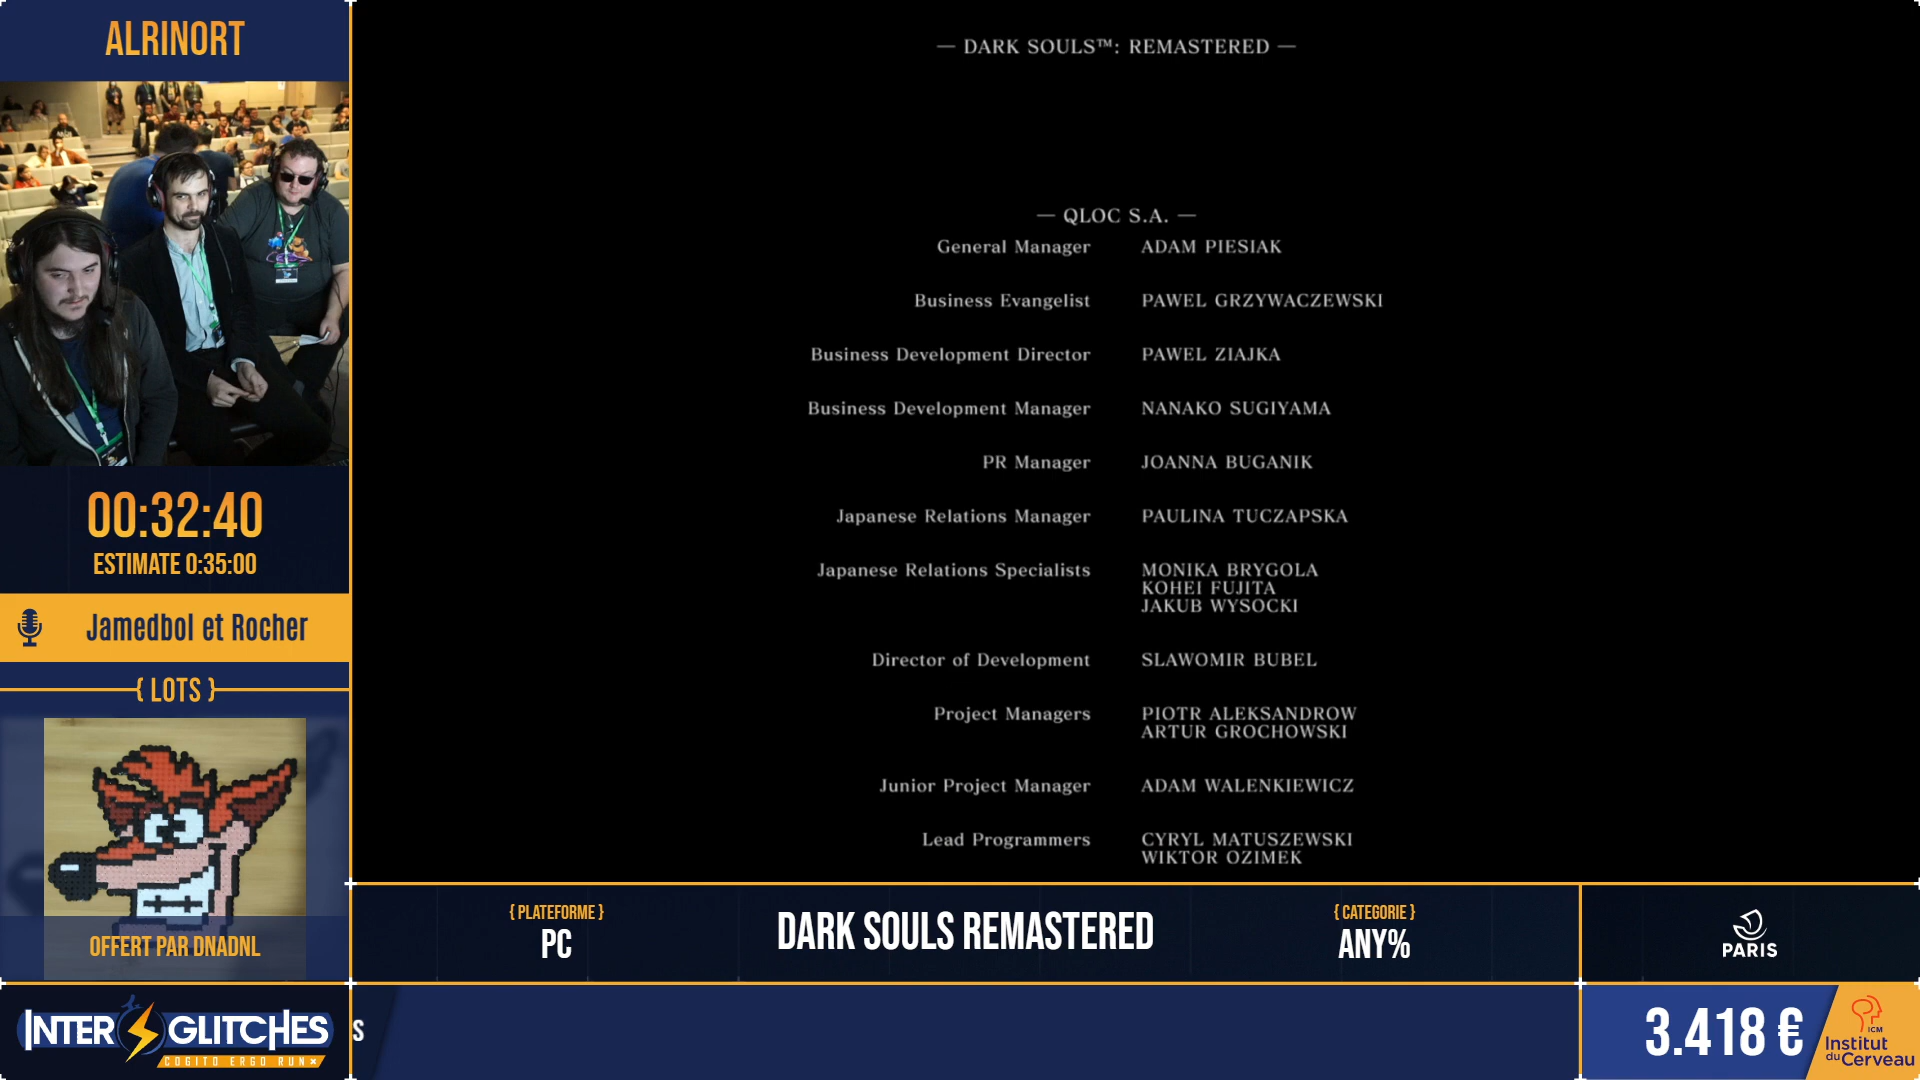 ALRINORT
00:32:40
ESTIMATE 0:35:00
Jamedbol et Rocher
{ LOTS }
OFFERT PAR DNADNL
INTER GLITCHES
COGITO ERGO RUN
— DARK SOULS™: REMASTERED —
— QLOC S.A. —
General Manager ADAM PIESIAK
Business Evangelist PAWEL GRZYWACZEWSKI
Business Development Director PAWEL ZIAJKA
Business Development Manager NANAKO SUGIYAMA
PR Manager JOANNA BUGANIK
Japanese Relations Manager PAULINA TUCZAPSKA
Japanese Relations Specialists MONIKA BRYGOLA
KOHEI FUJITA
JAKUB WYSOCKI
Director of Development SLAWOMIR BUBEL
Project Managers PIOTR ALEKSANDROW
ARTUR GROCHOWSKI
Junior Project Manager ADAM WALENKIEWICZ
Lead Programmers CYRYL MATUSZEWSKI
WIKTOR OZIMEK
{ PLATEFORME }
PC
DARK SOULS REMASTERED
{ CATEGORIE }
ANY%
PARIS
S
3.418 €
ICM
Institut
du Cerveau